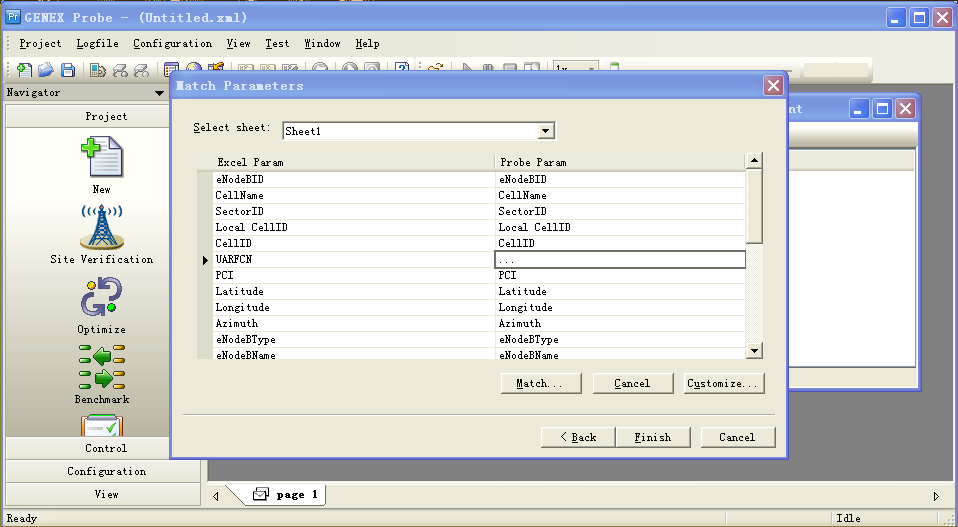 GENEX Probe - (Untitled.xml)
Project Logfile Configuration View Test Window Help
1x
Navigator
Project
New
Site Verification
Optimize
Benchmark
Control
Configuration
View
Match Parameters
Select sheet: Sheet1
Excel Param Probe Param
eNodeBID eNodeBID
CellName CellName
SectorID SectorID
Local CellID Local CellID
CellID CellID
UARFCN ...
PCI PCI
Latitude Latitude
Longitude Longitude
Azimuth Azimuth
eNodeBType eNodeBType
eNodeBName eNodeBName
Match... Cancel Customize...
< Back Finish Cancel
page 1
Ready Idle